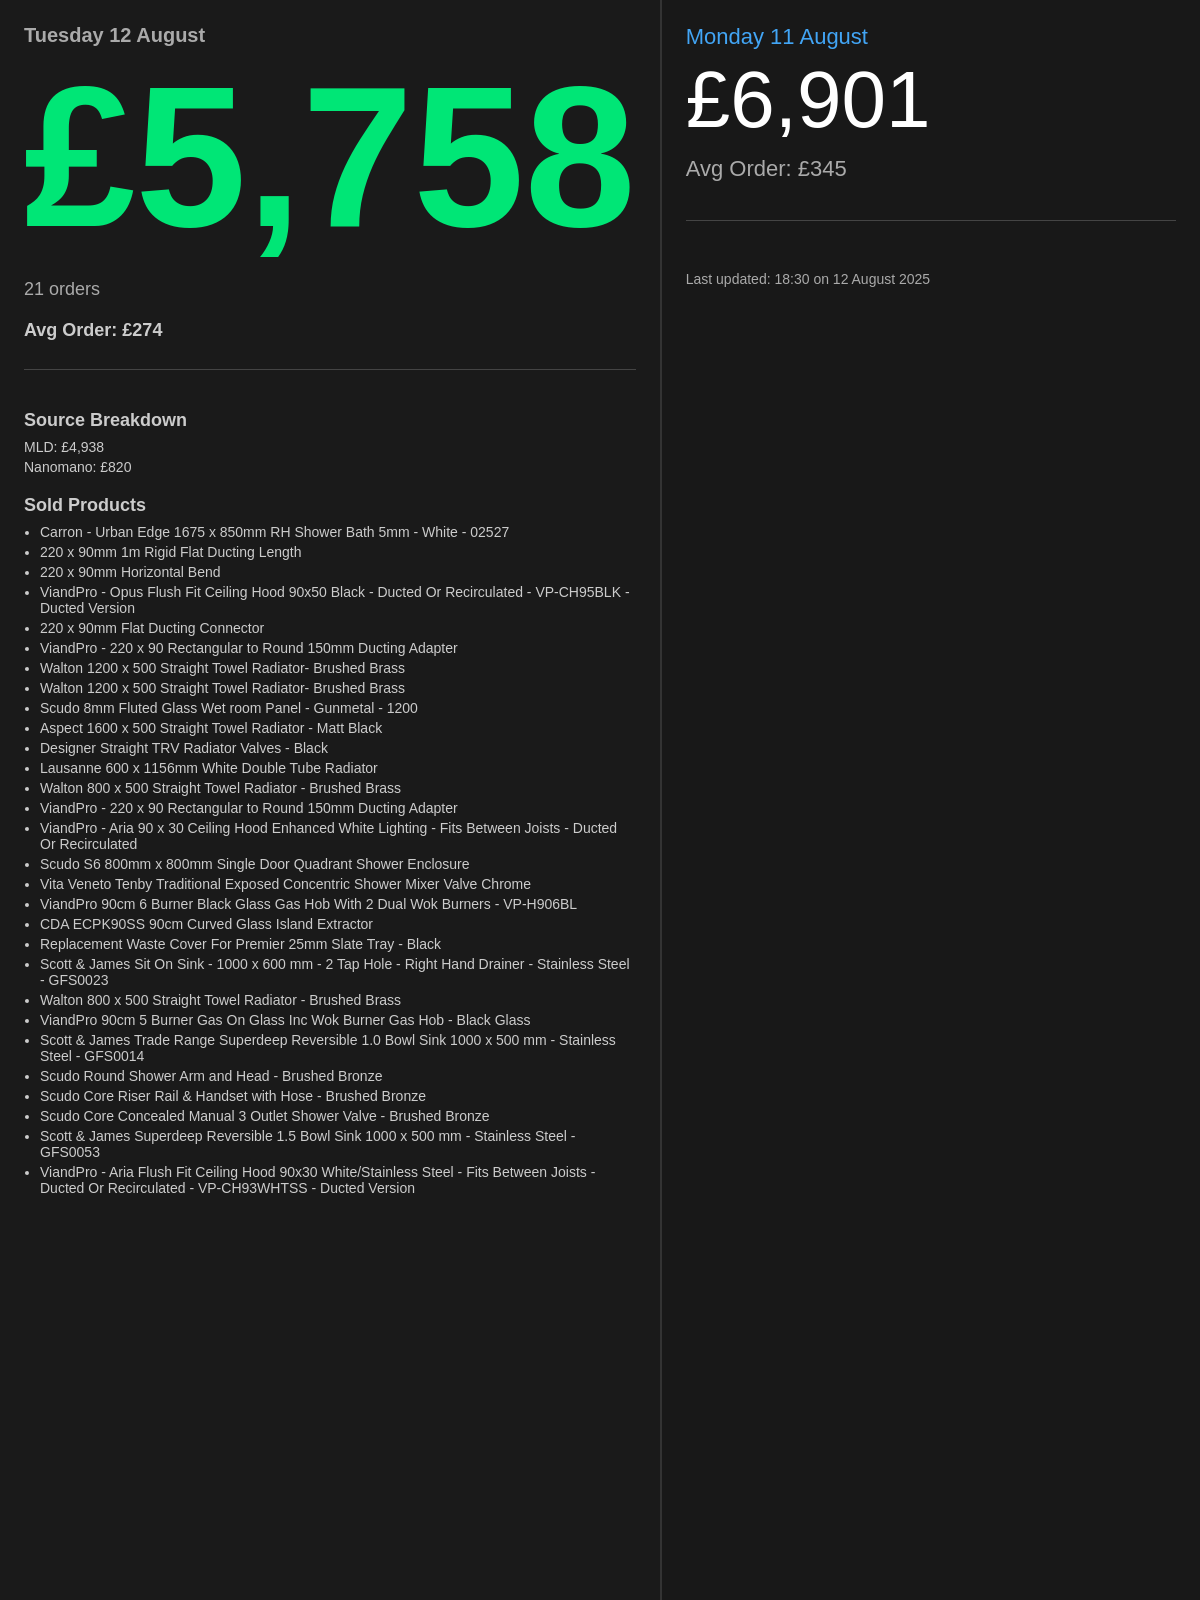 Tuesday 12 August
£5,758
21 orders
Avg Order: £274
Source Breakdown
MLD: £4,938
Nanomano: £820
Sold Products
• Carron - Urban Edge 1675 x 850mm RH Shower Bath 5mm - White - 02527
• 220 x 90mm 1m Rigid Flat Ducting Length
• 220 x 90mm Horizontal Bend
• ViandPro - Opus Flush Fit Ceiling Hood 90x50 Black - Ducted Or Recirculated - VP-CH95BLK -
Ducted Version
• 220 x 90mm Flat Ducting Connector
• ViandPro - 220 x 90 Rectangular to Round 150mm Ducting Adapter
• Walton 1200 x 500 Straight Towel Radiator- Brushed Brass
• Walton 1200 x 500 Straight Towel Radiator- Brushed Brass
• Scudo 8mm Fluted Glass Wet room Panel - Gunmetal - 1200
• Aspect 1600 x 500 Straight Towel Radiator - Matt Black
• Designer Straight TRV Radiator Valves - Black
• Lausanne 600 x 1156mm White Double Tube Radiator
• Walton 800 x 500 Straight Towel Radiator - Brushed Brass
• ViandPro - 220 x 90 Rectangular to Round 150mm Ducting Adapter
• ViandPro - Aria 90 x 30 Ceiling Hood Enhanced White Lighting - Fits Between Joists - Ducted
Or Recirculated
• Scudo S6 800mm x 800mm Single Door Quadrant Shower Enclosure
• Vita Veneto Tenby Traditional Exposed Concentric Shower Mixer Valve Chrome
• ViandPro 90cm 6 Burner Black Glass Gas Hob With 2 Dual Wok Burners - VP-H906BL
• CDA ECPK90SS 90cm Curved Glass Island Extractor
• Replacement Waste Cover For Premier 25mm Slate Tray - Black
• Scott & James Sit On Sink - 1000 x 600 mm - 2 Tap Hole - Right Hand Drainer - Stainless Steel
- GFS0023
• Walton 800 x 500 Straight Towel Radiator - Brushed Brass
• ViandPro 90cm 5 Burner Gas On Glass Inc Wok Burner Gas Hob - Black Glass
• Scott & James Trade Range Superdeep Reversible 1.0 Bowl Sink 1000 x 500 mm - Stainless
Steel - GFS0014
• Scudo Round Shower Arm and Head - Brushed Bronze
• Scudo Core Riser Rail & Handset with Hose - Brushed Bronze
• Scudo Core Concealed Manual 3 Outlet Shower Valve - Brushed Bronze
• Scott & James Superdeep Reversible 1.5 Bowl Sink 1000 x 500 mm - Stainless Steel -
GFS0053
• ViandPro - Aria Flush Fit Ceiling Hood 90x30 White/Stainless Steel - Fits Between Joists -
Ducted Or Recirculated - VP-CH93WHTSS - Ducted Version
Monday 11 August
£6,901
Avg Order: £345
Last updated: 18:30 on 12 August 2025